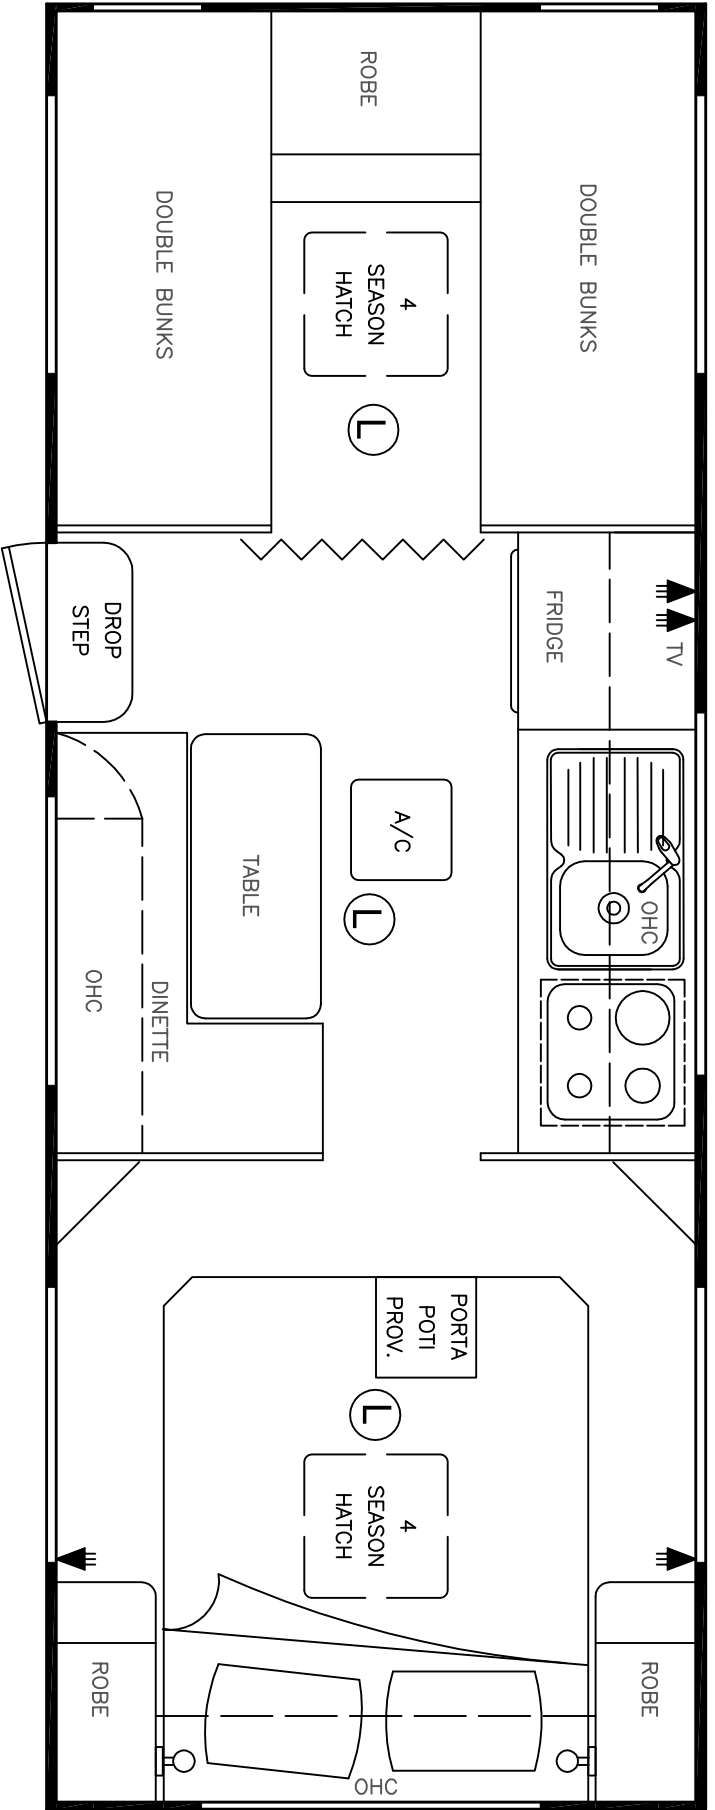 ROBE
DOUBLE BUNKS
DOUBLE BUNKS
4
SEASON
HATCH
L
DROP
STEP
FRIDGE
TV
A/C
TABLE
L
OHC
OHC
DINETTE
PORTA
POTI
PROV.
L
4
SEASON
HATCH
ROBE
ROBE
OHC